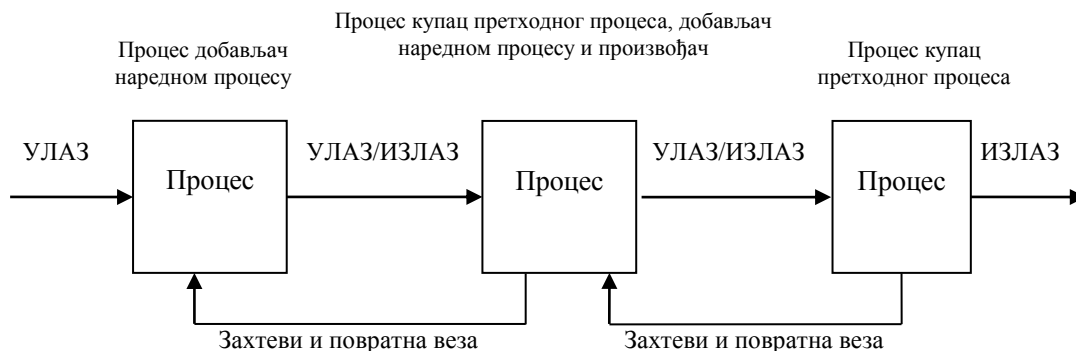 Процес купац претходног процеса, добављач
наредном процесу и произвођач
Процес добављач
наредном процесу
Процес купац
претходног процеса
УЛАЗ
Процес
УЛАЗ/ИЗЛАЗ
Процес
УЛАЗ/ИЗЛАЗ
Процес
ИЗЛАЗ
Захтеви и повратна веза
Захтеви и повратна веза